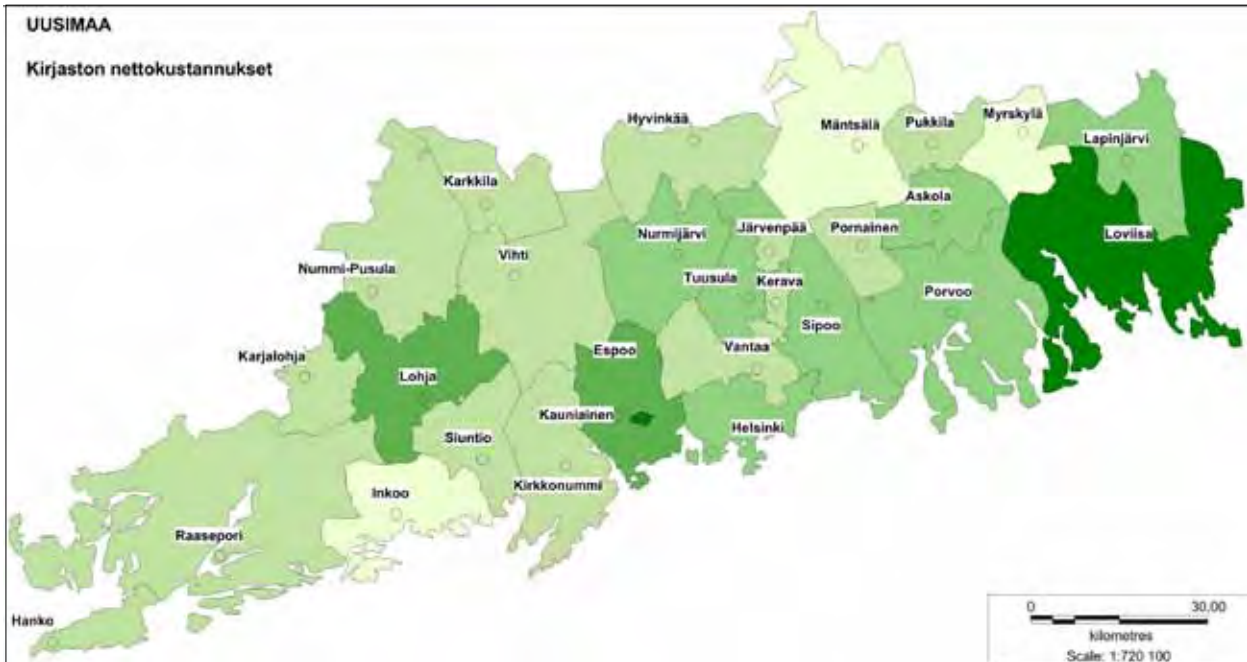 UUSIMAA
Kirjaston nettokustannukset
Hyvinkää
Mäntsälä
Pukkila
Myrskylä
Lapinjärvi
Karkkila
Askola
Nurmijärvi
Järvenpää
Pornainen
Loviisa
Vihti
Nummi-Pusula
Tuusula
Kerava
Porvoo
Sipoo
Espoo
Vantaa
Karjalohja
Lohja
Kauniainen
Helsinki
Siuntio
Kirkkonummi
Inkoo
Raasepori
Hanko
0 30,00
kilometres
Scale: 1:720 100